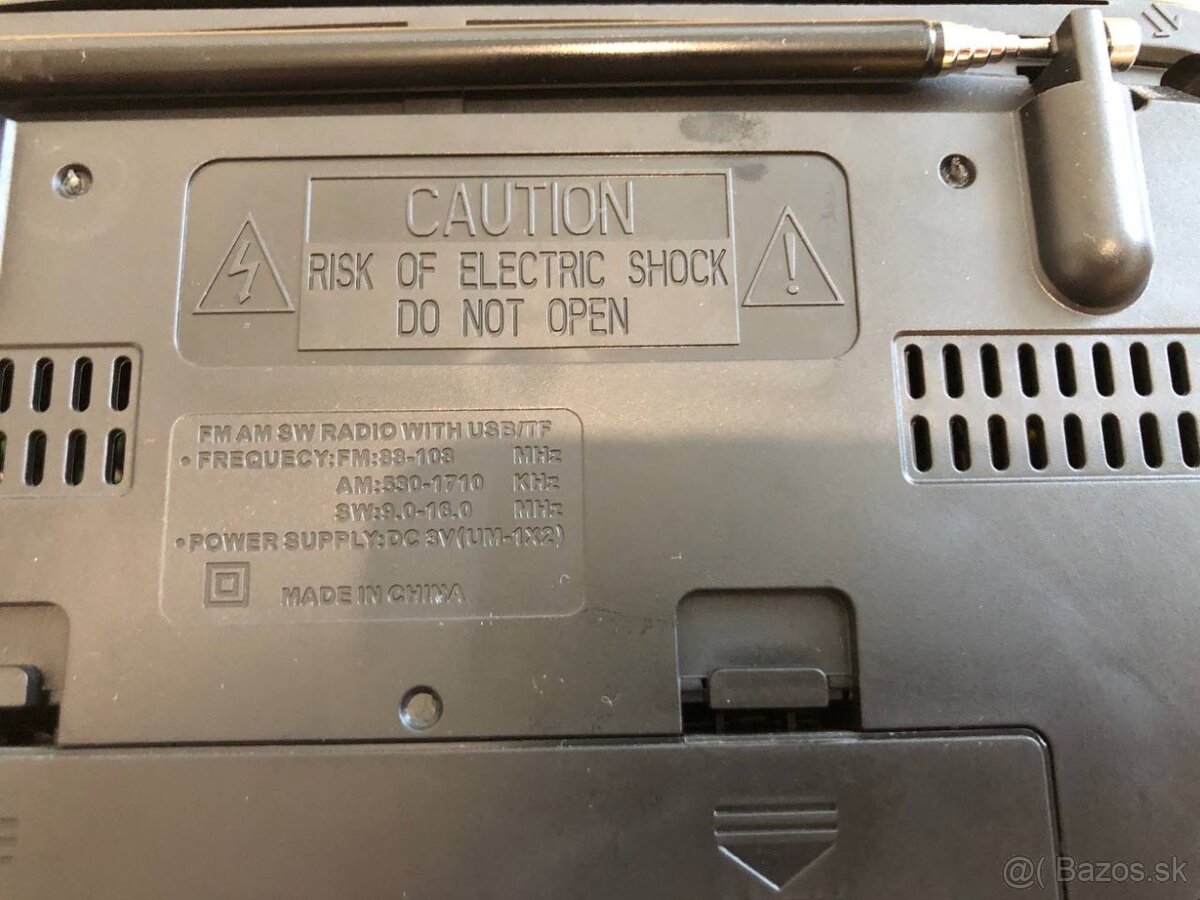 CAUTION
RISK OF ELECTRIC SHOCK
DO NOT OPEN
FM AM SW RADIO WITH USB/TF
• FREQUECY:FM:88-108 MHz
AM:530-1710 KHz
SW:9.0-16.0 MHz
• POWER SUPPLY:DC 3V(UM-1X2)
MADE IN CHINA
@( Bazos.sk